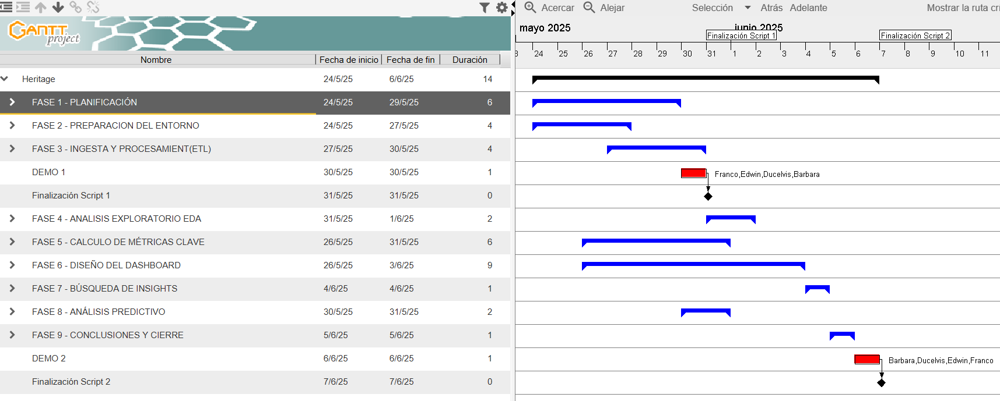 Acercar Alejar Selección Atrás Adelante Mostrar la ruta cr
GANTT
project
mayo 2025 junio 2025
Finalización Script 1 Finalización Script 2
Nombre Fecha de inicio Fecha de fin Duración
24 25 26 27 28 29 30 31 1 2 3 4 5 6 7 8 9 10 11
Heritage 24/5/25 6/6/25 14
FASE 1 - PLANIFICACIÓN 24/5/25 29/5/25 6
FASE 2 - PREPARACION DEL ENTORNO 24/5/25 27/5/25 4
FASE 3 - INGESTA Y PROCESAMIENT(ETL) 27/5/25 30/5/25 4
DEMO 1 30/5/25 30/5/25 1 Franco,Edwin,Ducelvis,Barbara
Finalización Script 1 31/5/25 31/5/25 0
FASE 4 - ANALISIS EXPLORATORIO EDA 31/5/25 1/6/25 2
FASE 5 - CALCULO DE MÉTRICAS CLAVE 26/5/25 31/5/25 6
FASE 6 - DISEÑO DEL DASHBOARD 26/5/25 3/6/25 9
FASE 7 - BÚSQUEDA DE INSIGHTS 4/6/25 4/6/25 1
FASE 8 - ANÁLISIS PREDICTIVO 30/5/25 31/5/25 2
FASE 9 - CONCLUSIONES Y CIERRE 5/6/25 5/6/25 1
DEMO 2 6/6/25 6/6/25 1 Barbara,Ducelvis,Edwin,Franco
Finalización Script 2 7/6/25 7/6/25 0